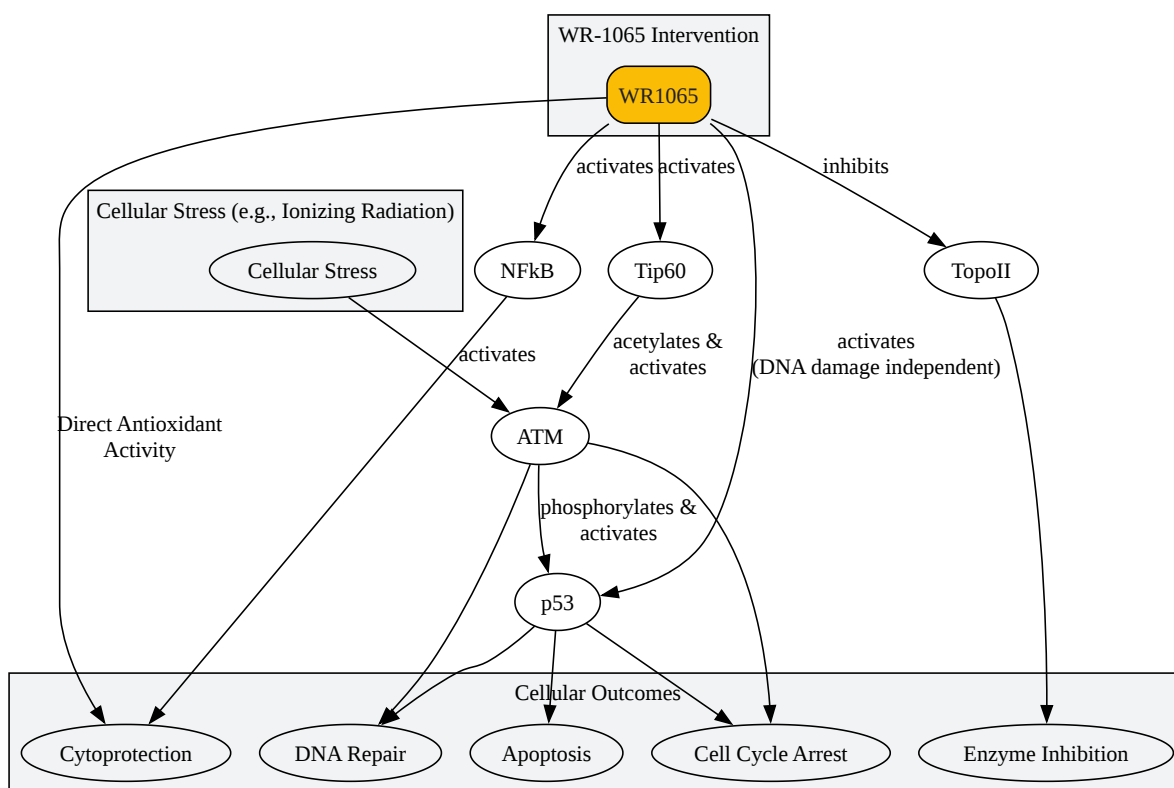 WR-1065 Intervention
WR1065
activates
activates
inhibits
Cellular Stress (e.g., Ionizing Radiation)
Cellular Stress
NFkB
Tip60
TopoII
activates
acetylates &
activates
activates
(DNA damage independent)
Direct Antioxidant
Activity
ATM
phosphorylates &
activates
p53
Cellular Outcomes
Cytoprotection
DNA Repair
Apoptosis
Cell Cycle Arrest
Enzyme Inhibition